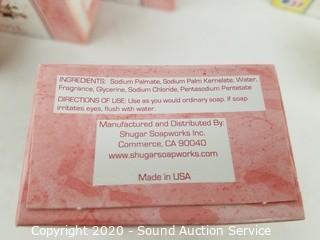 INGREDIENTS: Sodium Palmate, Sodium Palm Kernelate, Water,
Fragrance, Glycerine, Sodium Chloride, Pentasodium Pentetate
DIRECTIONS OF USE: Use as you would ordinary soap. If soap
irritates eyes, flush with water.
Manufactured and Distributed By:
Shugar Soapworks Inc.
Commerce, CA 90040
www.shugarsoapworks.com
Made in USA
Copyright 2020 - Sound Auction Service